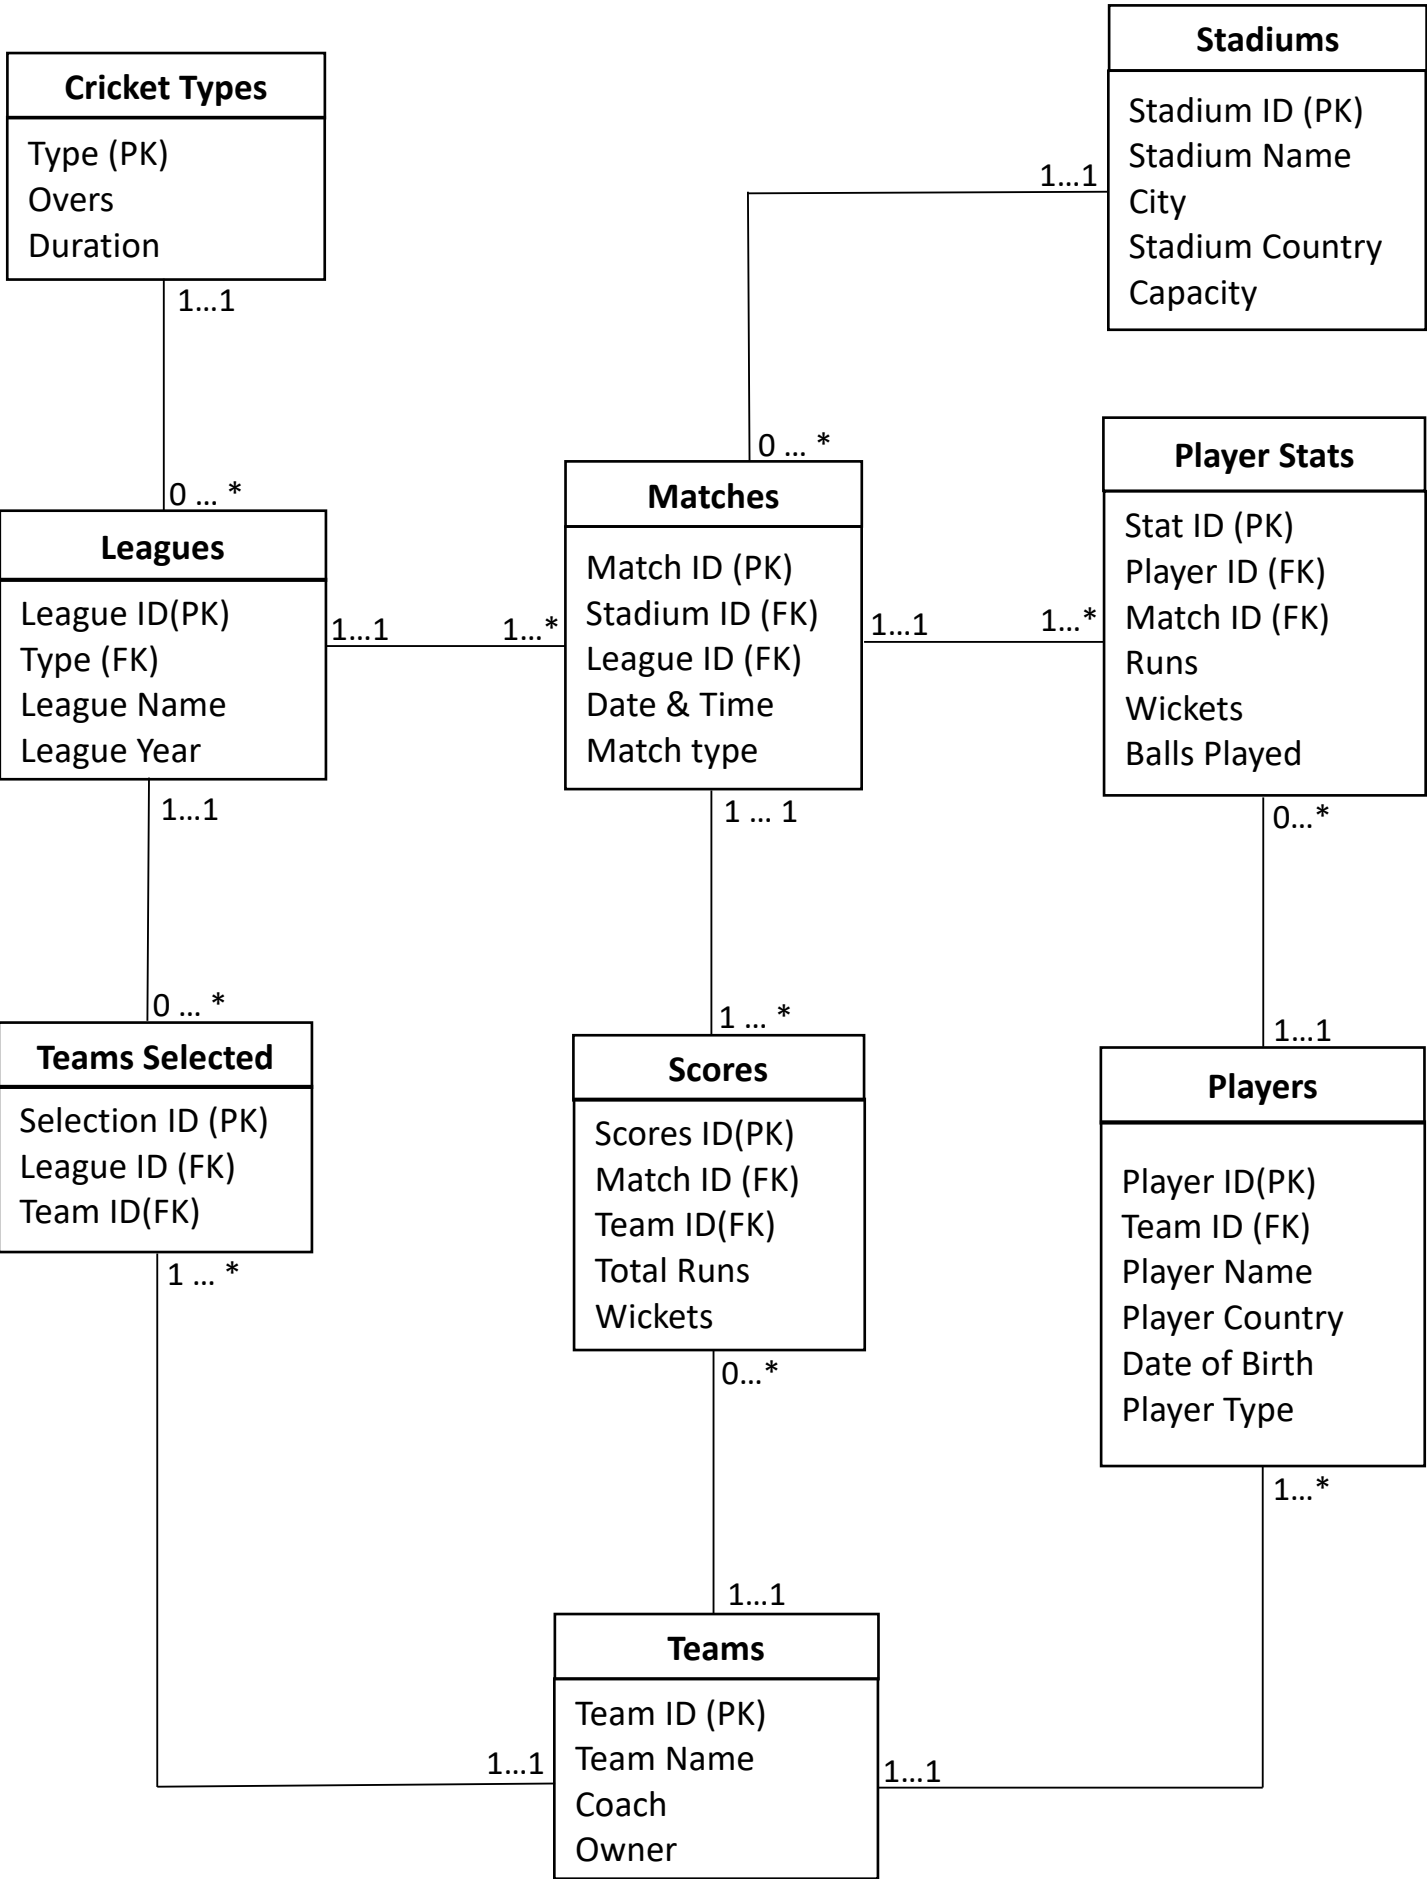 Stadiums
Stadium ID (PK)
Stadium Name
City
Stadium Country
Capacity
Cricket Types
Type (PK)
Overs
Duration
1...1
1...1
0 ... *
0 ... *
Leagues
League ID(PK)
Type (FK)
League Name
League Year
1...1
1...*
Matches
Match ID (PK)
Stadium ID (FK)
League ID (FK)
Date & Time
Match type
1...1
1...*
Player Stats
Stat ID (PK)
Player ID (FK)
Match ID (FK)
Runs
Wickets
Balls Played
1...1
1 ... 1
0...*
0 ... *
1 ... *
1...1
Teams Selected
Selection ID (PK)
League ID (FK)
Team ID(FK)
1 ... *
Scores
Scores ID(PK)
Match ID (FK)
Team ID(FK)
Total Runs
Wickets
0...*
Players
Player ID(PK)
Team ID (FK)
Player Name
Player Country
Date of Birth
Player Type
1...*
1...1
Teams
Team ID (PK)
Team Name
Coach
Owner
1...1
1...1